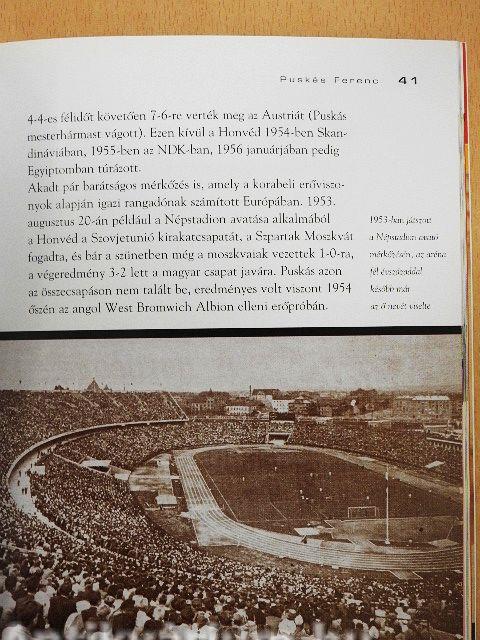 Puskás Ferenc 41
4-4-es félidőt követően 7-6-re verték meg az Austriát (Puskás
mesterhármast vágott). Ezen kívül a Honvéd 1954-ben Skan-
dináviában, 1955-ben az NDK-ban, 1956 januárjában pedig
Egyiptomban túrázott.
Akadt pár barátságos mérkőzés is, amely a korabeli erőviszo-
nyok alapján igazi rangadónak számított Európában. 1953.
augusztus 20-án például a Népstadion avatása alkalmából
a Honvéd a Szovjetunió kirakatcsapatát, a Szpartak Moszkvát
fogadta, és bár a szünetben még a moszkvaiak vezettek 1-0-ra,
a végeredmény 3-2 lett a magyar csapat javára. Puskás azon
az összecsapáson nem talált be, eredményes volt viszont 1954
őszén az angol West Bromwich Albion elleni erőpróbán.
1953-ban játszott
a Népstadion avató
mérkőzésén, az aréna
fél évszázaddal
később már
az ő nevét viselte